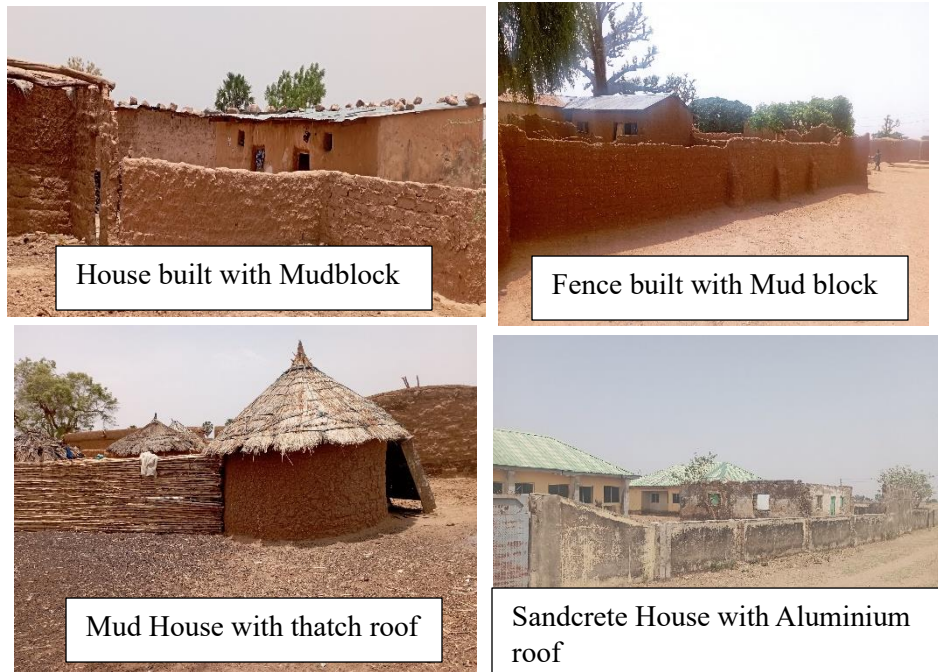 House built with Mudblock
Fence built with Mud block
Mud House with thatch roof
Sandcrete House with Aluminium
roof